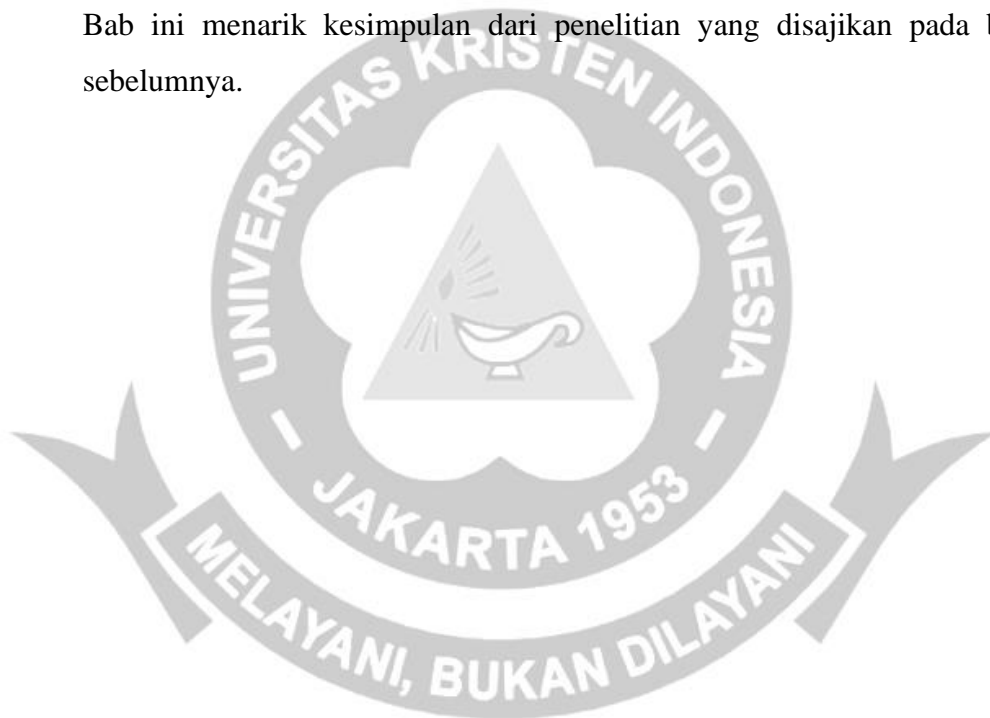 Bab ini menarik kesimpulan dari penelitian yang disajikan pada
sebelumnya.
UNIVERSITAS KRISTEN INDONESIA
- JAKARTA 1953 -
MELAYANI, BUKAN DILAYANI